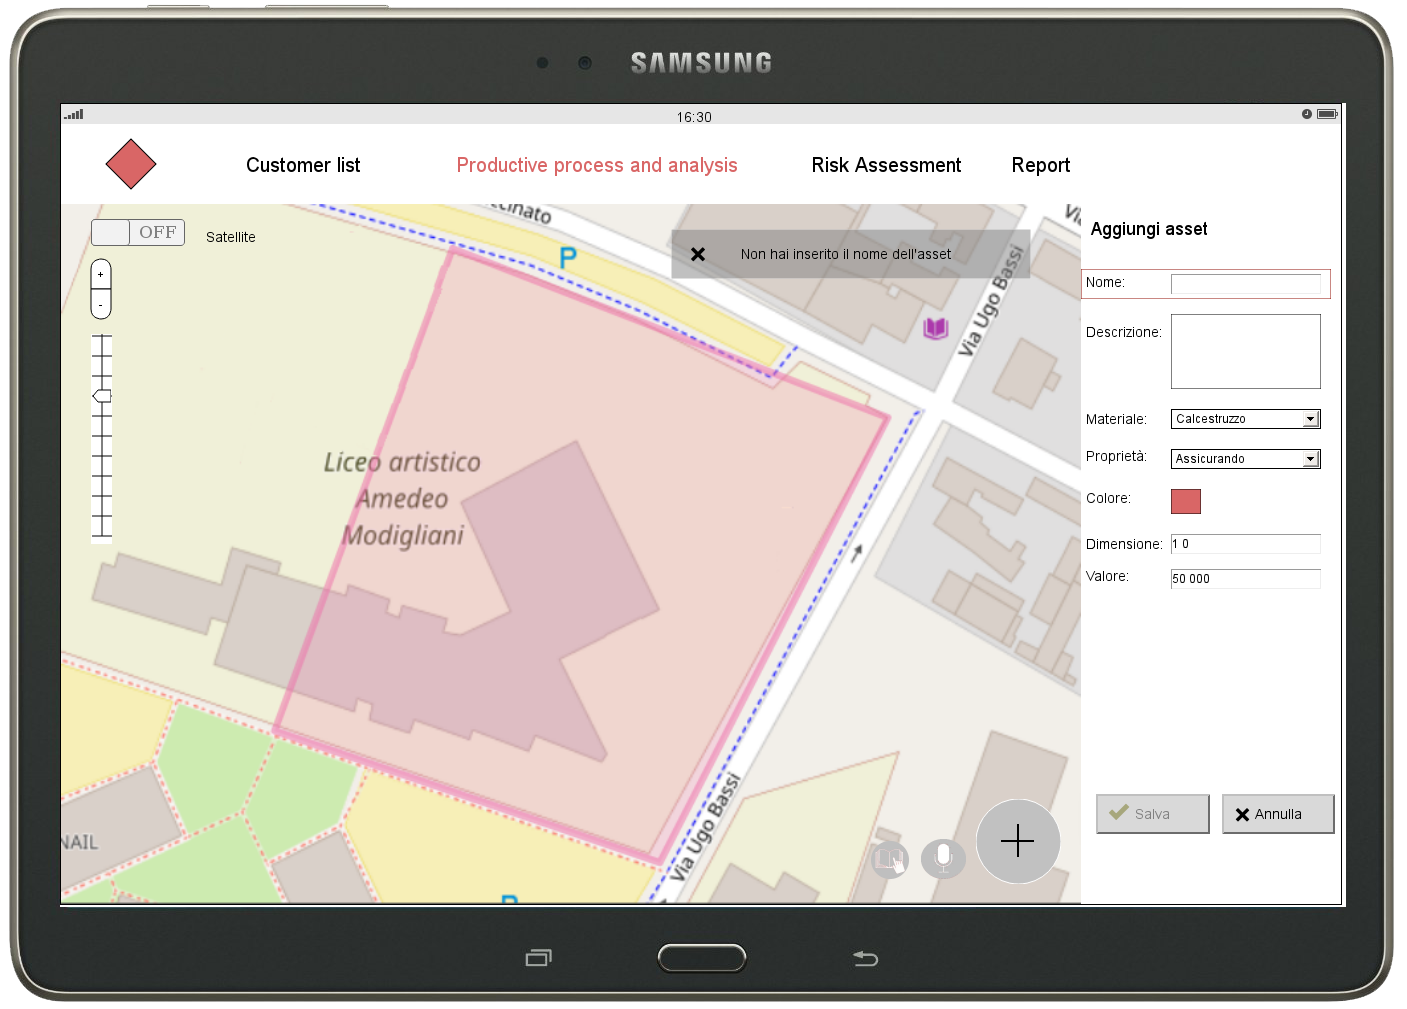 SAMSUNG
16:30
Customer list
Productive process and analysis
Risk Assessment
Report
OFF
Satellite
+
-
cinato
P
Non hai inserito il nome dell'asset
Via Ugo Bassi
Liceo artistico
Amedeo
Modigliani
Via Ugo Bassi
NAIL
P
Aggiungi asset
Nome:
Descrizione:
Materiale: Calcestruzzo
Proprietà: Assicurando
Colore:
Dimensione: 1 0
Valore: 50 000
Salva
Annulla